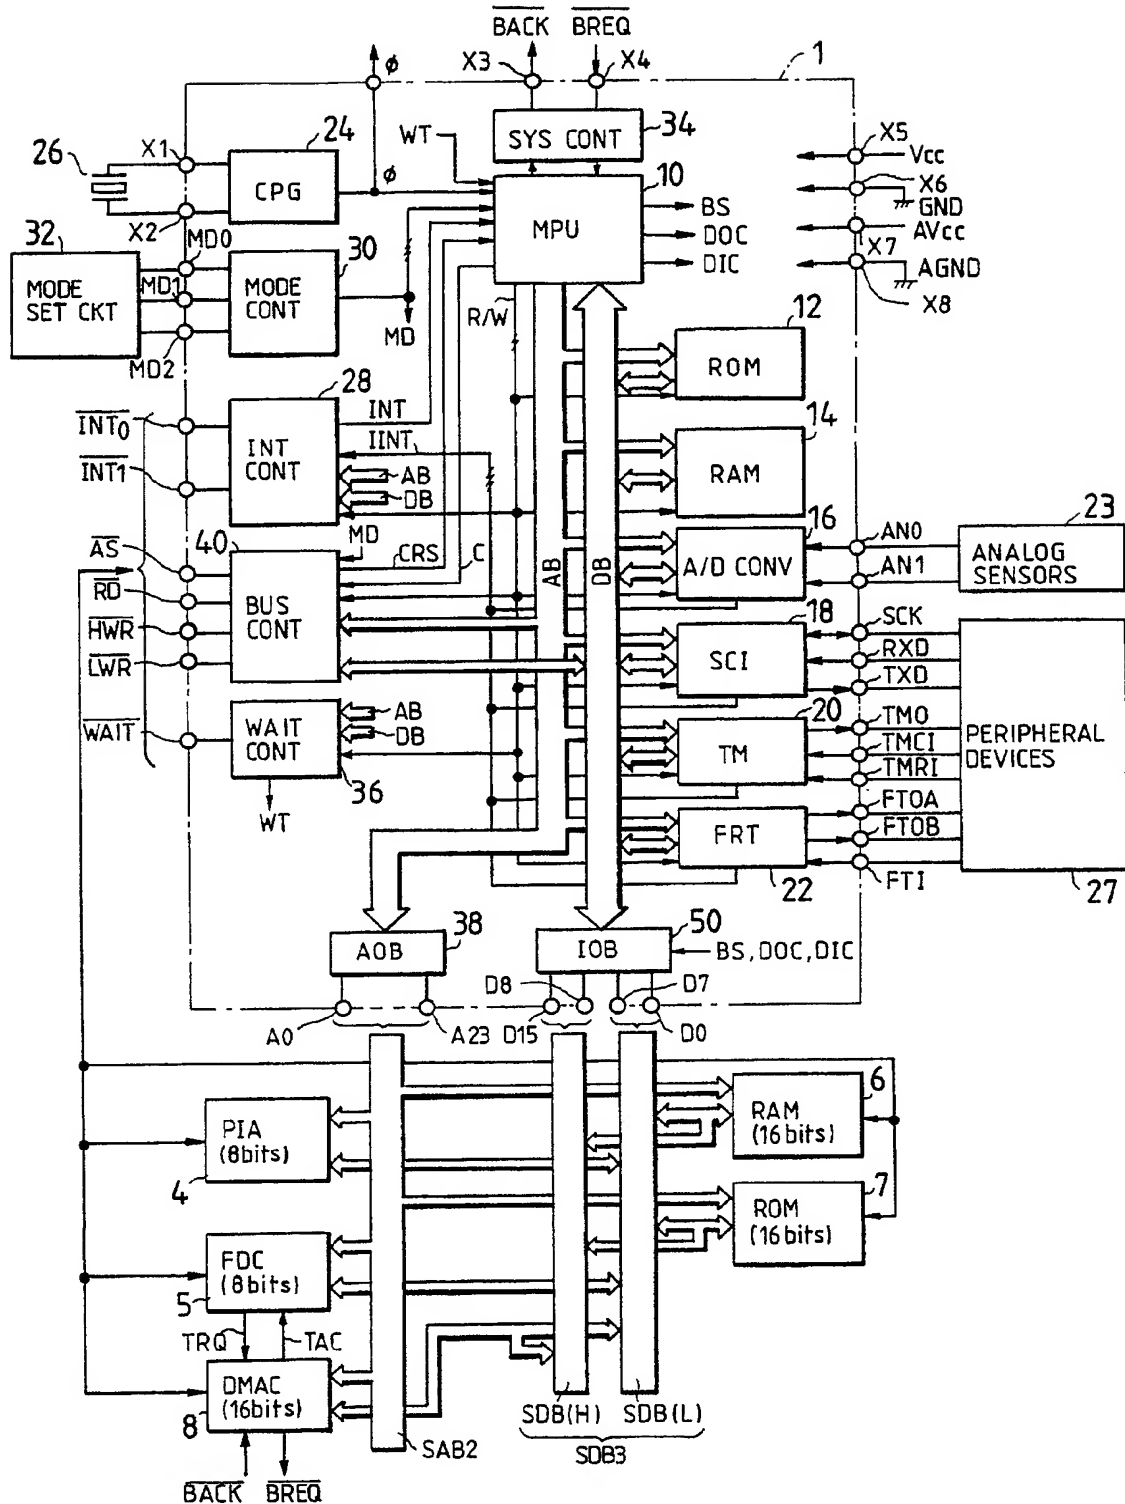 BACK BREQ
φ X3 X4 1
24 34
26 X1 WT SYS CONT X5
Vcc
CPG φ 10 X6
GND
X2 MPU BS AVcc
32 MD0 30 DOC X7
MODE SET CKT MD1 MODE CONT DIC AGND
R/W X8
MD2 MD 12
ROM
28
INT0 INT CONT INT 14
IINT RAM
INT1 AB
DB 16 AN0 23
40 MD A/D CONV ANALOG SENSORS
AS CRS C AB DB AN1
RD BUS CONT 18 SCK
HWR SCI RXD
LWR TXD
AB 20 TMO
WAIT WAIT CONT DB TM TMCI PERIPHERAL DEVICES
36 TMRI
WT FTOA
FRT FTOB
22 FTI 27
38 50
AOB IOB BS, DOC, DIC
D8 D7
A0 A23 D15 D0
6
PIA (8bits) RAM (16bits)
4 7
ROM (16bits)
FDC (8bits)
5
TRQ TAC
DMAC (16bits)
8 SDB(H) SDB(L)
SAB2 SDB3
BACK BREQ